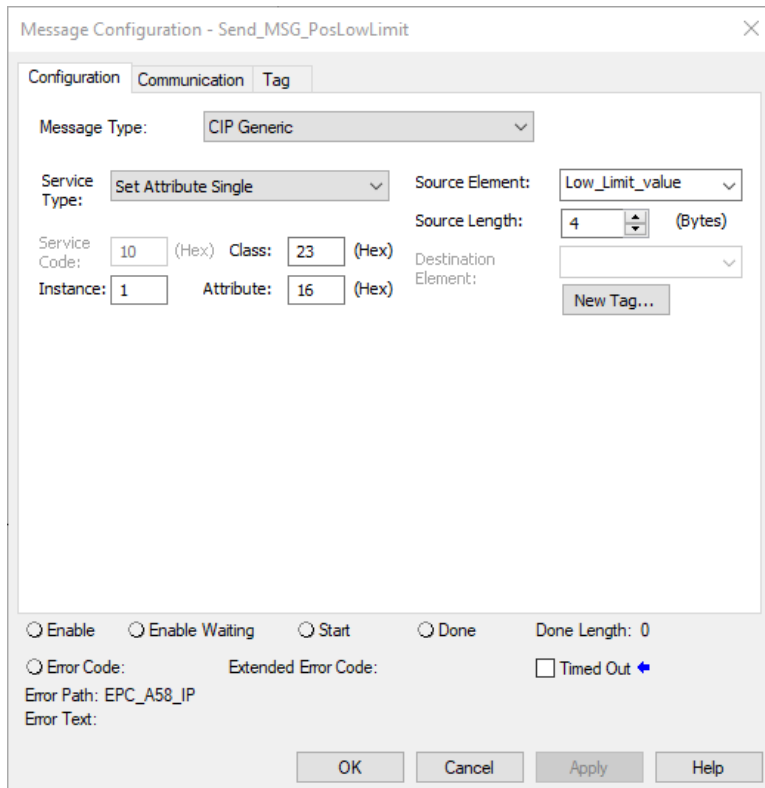 Message Configuration - Send_MSG_PosLowLimit
Configuration Communication Tag
Message Type: CIP Generic
Service Type: Set Attribute Single Source Element: Low_Limit_value
Source Length: 4 (Bytes)
Service Code: 10 (Hex) Class: 23 (Hex) Destination Element:
Instance: 1 Attribute: 16 (Hex) New Tag...
Enable Enable Waiting Start Done Done Length: 0
Error Code: Extended Error Code: Timed Out
Error Path: EPC_A58_IP
Error Text:
OK Cancel Apply Help